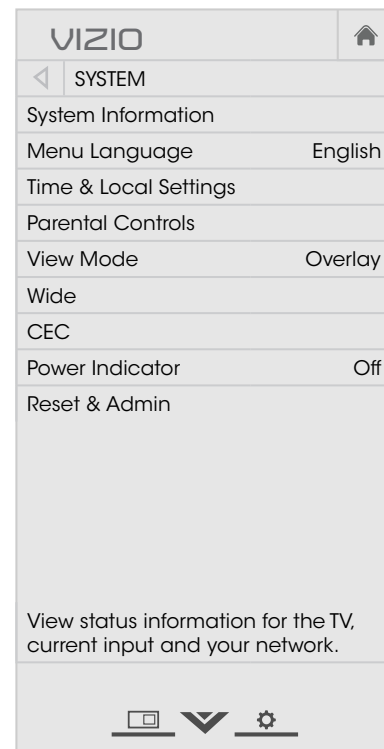 VIZIO
SYSTEM
System Information
Menu Language English
Time & Local Settings
Parental Controls
View Mode Overlay
Wide
CEC
Power Indicator Off
Reset & Admin
View status information for the TV,
current input and your network.